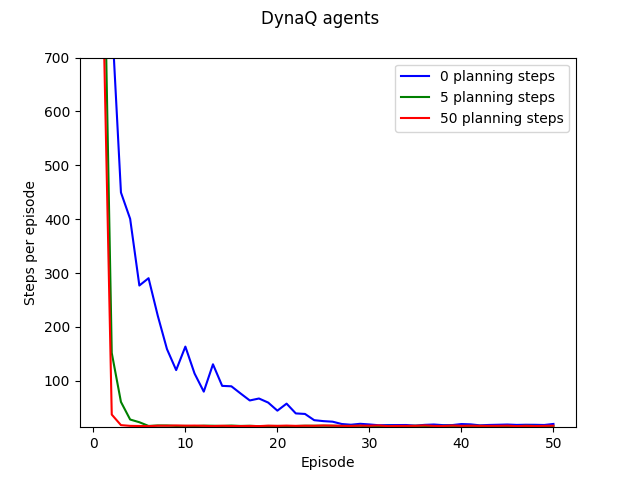 DynaQ agents
700
600
500
400
300
200
100
Steps per episode
0 planning steps
5 planning steps
50 planning steps
0
10
20
30
40
50
Episode